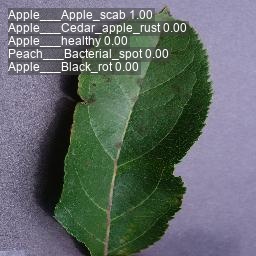 Apple___Apple_scab 1.00
Apple___Cedar_apple_rust 0.00
Apple___healthy 0.00
Peach___Bacterial_spot 0.00
Apple___Black_rot 0.00